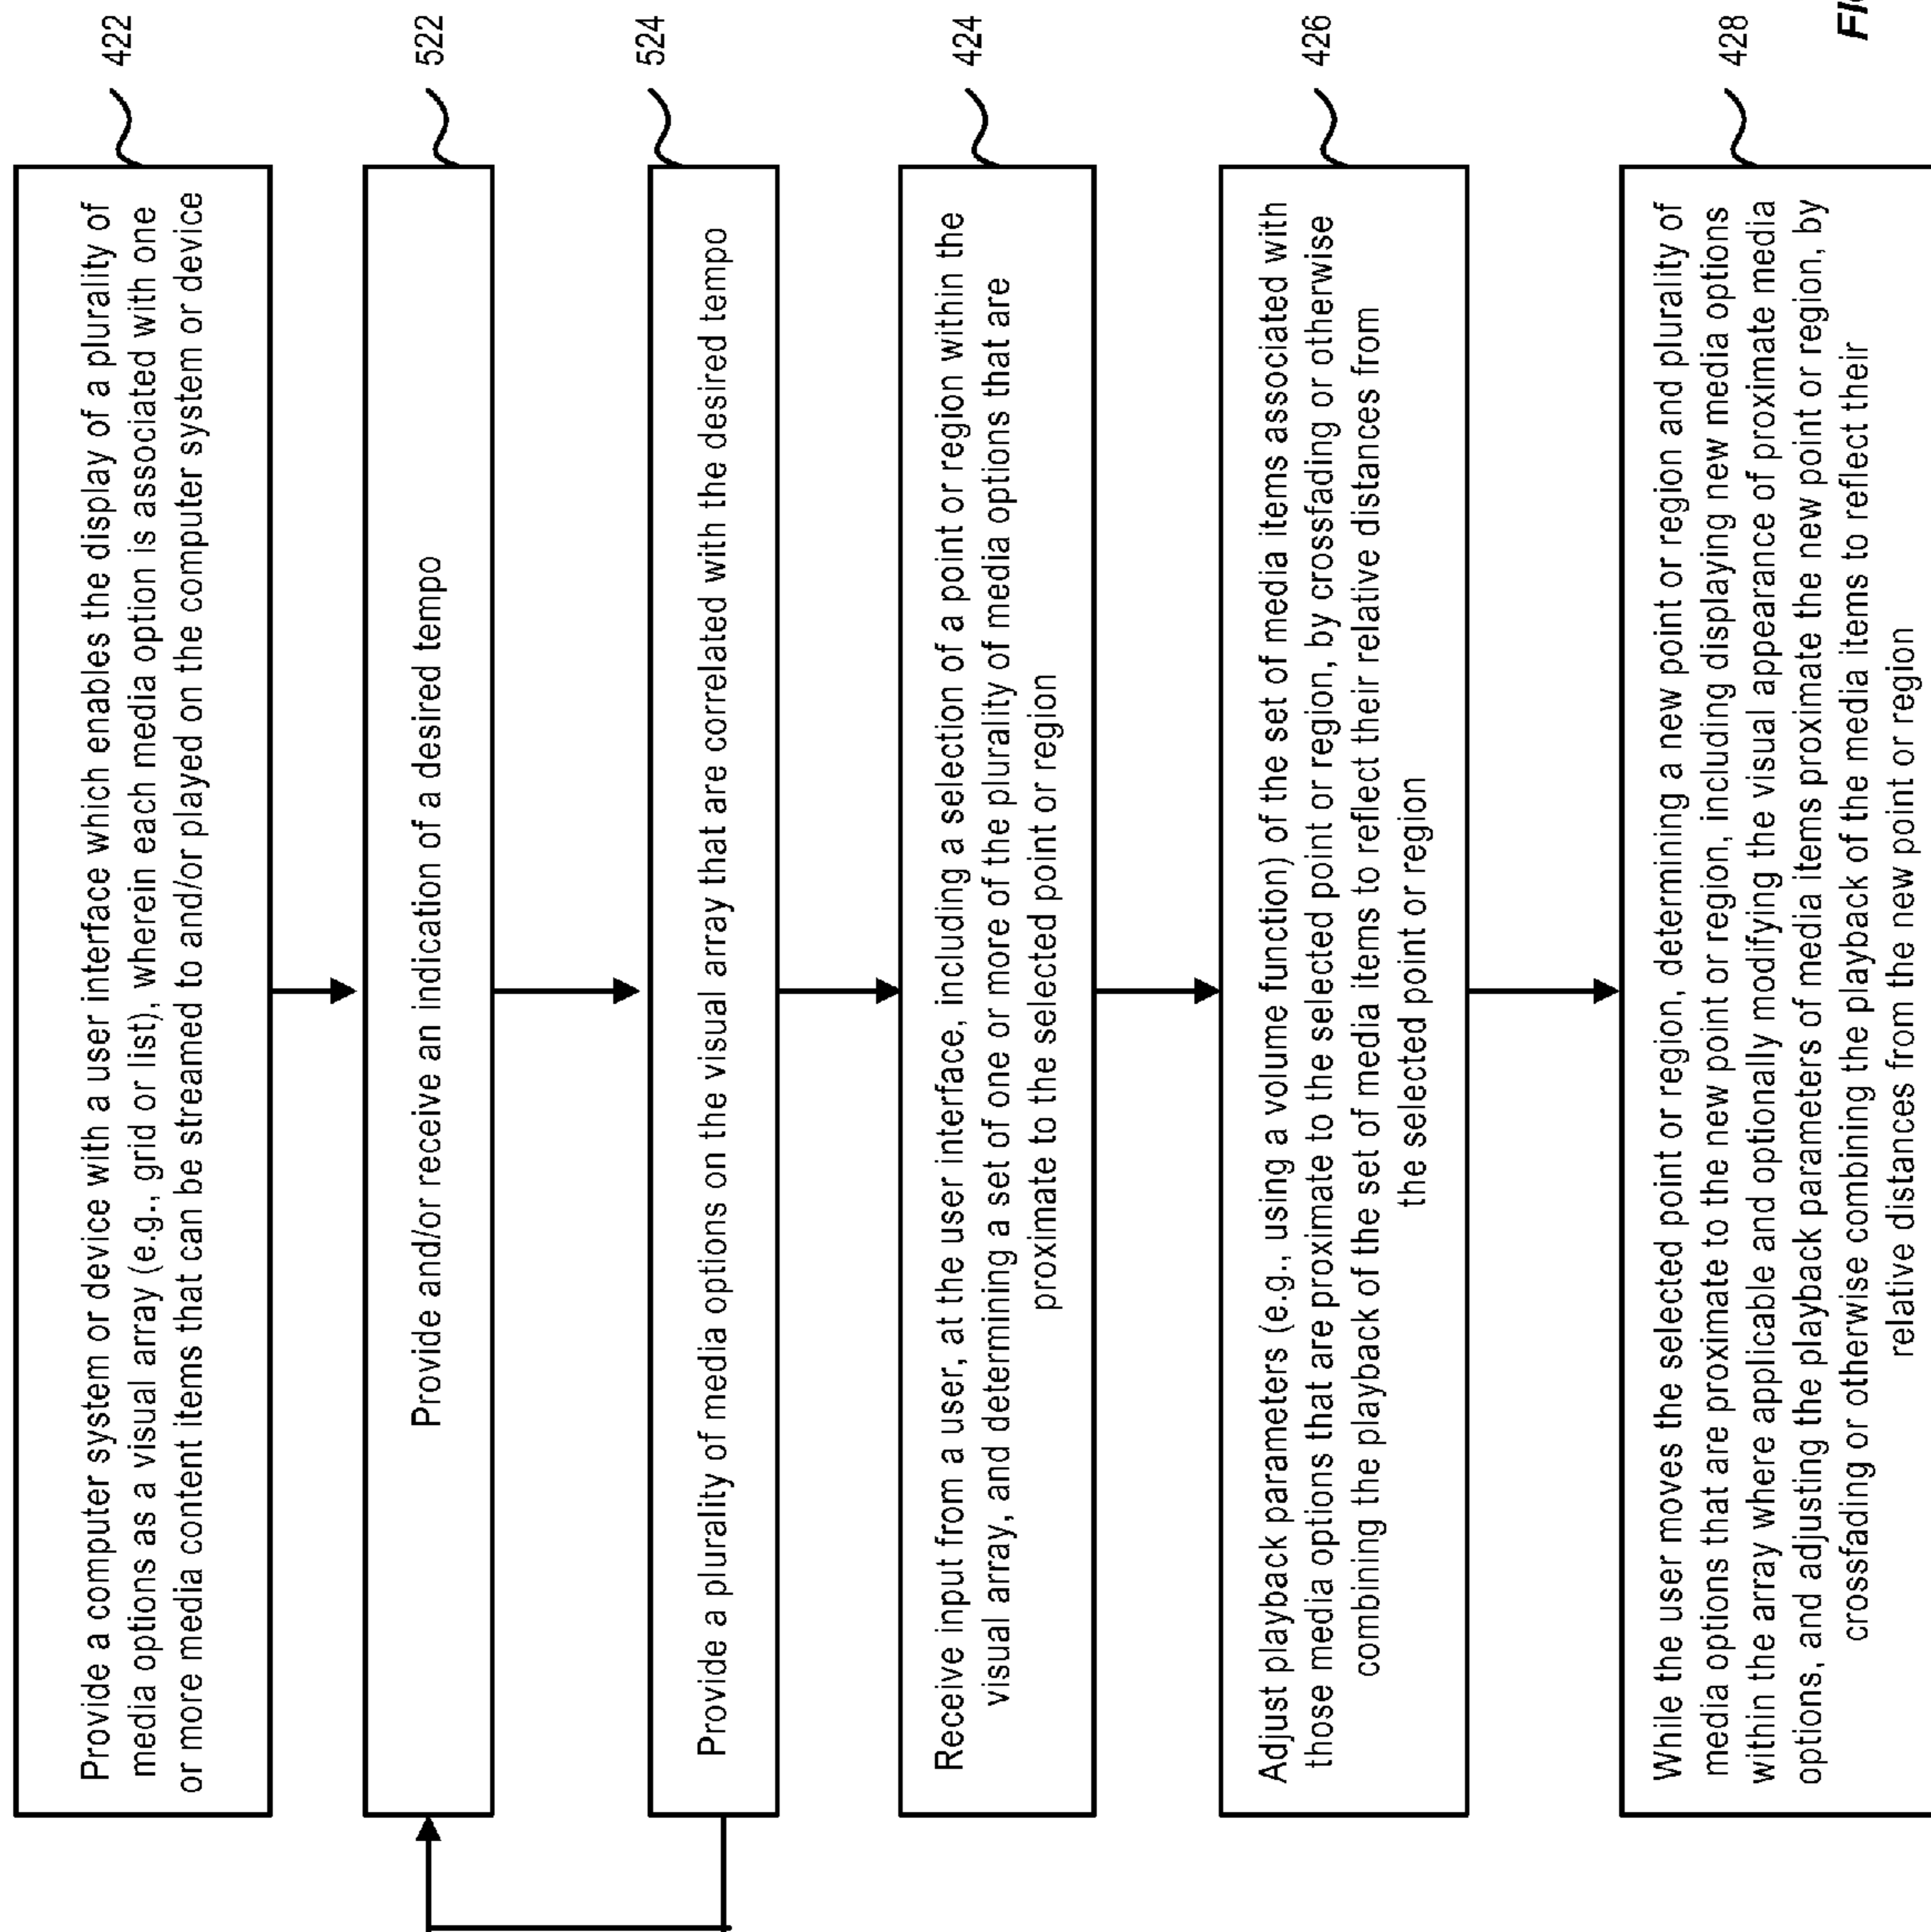 Provide a computer system or device with a user interface which enables the display of a plurality of
media options as a visual array (e.g., grid or list), wherein each media option is associated with one
or more media content items that can be streamed to and/or played on the computer system or device
422
Provide and/or receive an indication of a desired tempo
522
Provide a plurality of media options on the visual array that are correlated with the desired tempo
524
Receive input from a user, at the user interface, including a selection of a point or region within the
visual array, and determining a set of one or more of the plurality of media options that are
proximate to the selected point or region
424
Adjust playback parameters (e.g., using a volume function) of the set of media items associated with
those media options that are proximate to the selected point or region, by crossfading or otherwise
combining the playback of the set of media items to reflect their relative distances from
the selected point or region
426
While the user moves the selected point or region, determining a new point or region and plurality of
media options that are proximate to the new point or region, including displaying new media options
within the array where applicable and optionally modifying the visual appearance of proximate media
options, and adjusting the playback parameters of media items proximate the new point or region, by
crossfading or otherwise combining the playback of the media items to reflect their
relative distances from the new point or region
428